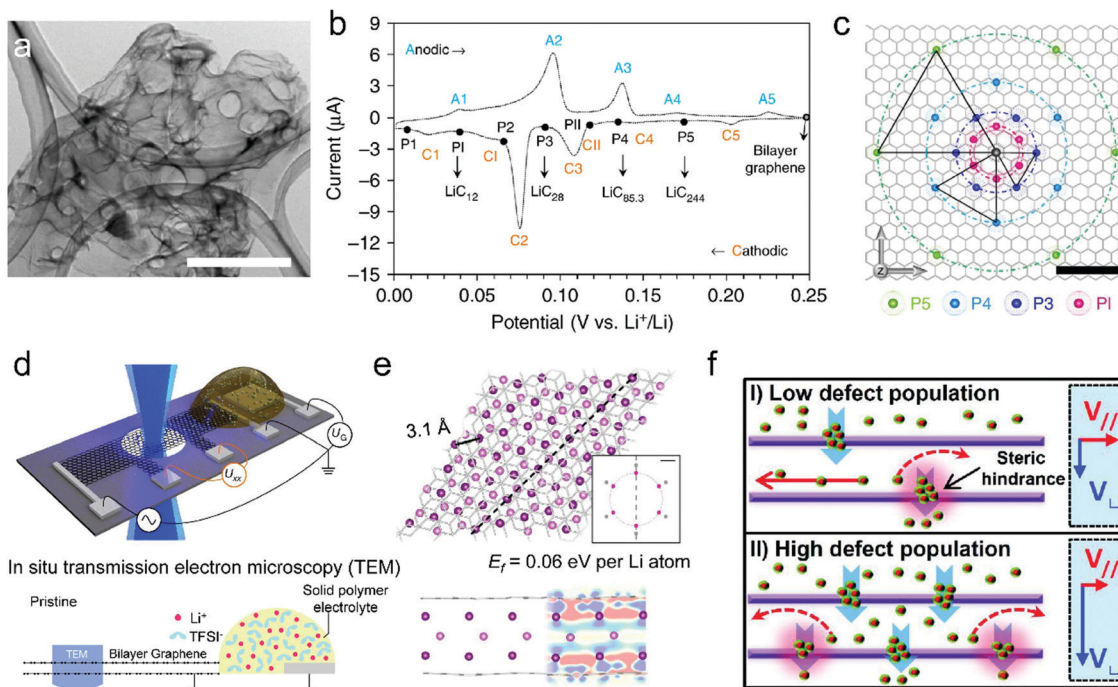 a
b
Anodic →
A1
A2
A3
A4
A5
P1
PI
P2
P3
PII
P4
P5
C1
CI
C2
C3
CII
C4
C5
LiC12
LiC28
LiC85.3
LiC244
Bilayer
graphene
← Cathodic
6
3
0
−3
−6
−9
−12
−15
Current (µA)
0.00
0.05
0.10
0.15
0.20
0.25
Potential (V vs. Li⁺/Li)
c
Z
P5
P4
P3
PI
d
UG
Uxx
In situ transmission electron microscopy (TEM)
Pristine
Li⁺
TFSI⁻
Solid polymer
electrolyte
TEM
Bilayer Graphene
e
3.1 Å
Ef = 0.06 eV per Li atom
f
I) Low defect population
Steric
hindrance
V//
V⊥
II) High defect population
V//
V⊥